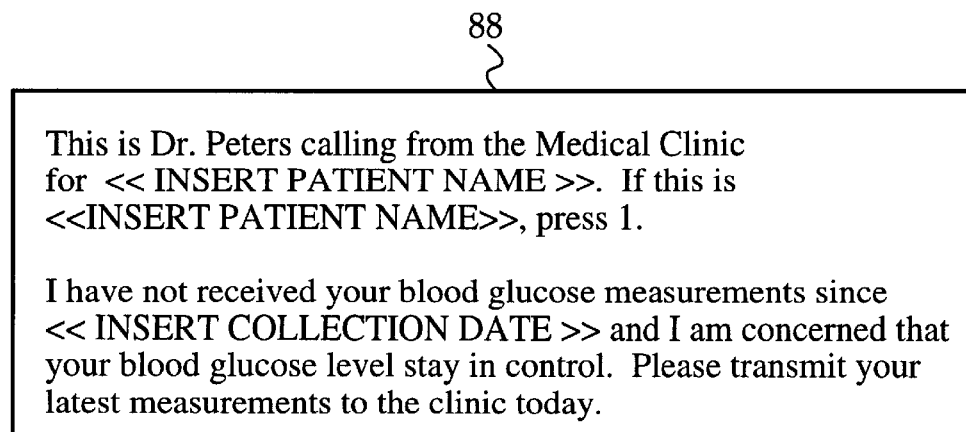 88
This is Dr. Peters calling from the Medical Clinic
for << INSERT PATIENT NAME >>. If this is
<<INSERT PATIENT NAME>>, press 1.
I have not received your blood glucose measurements since
<< INSERT COLLECTION DATE >> and I am concerned that
your blood glucose level stay in control. Please transmit your
latest measurements to the clinic today.